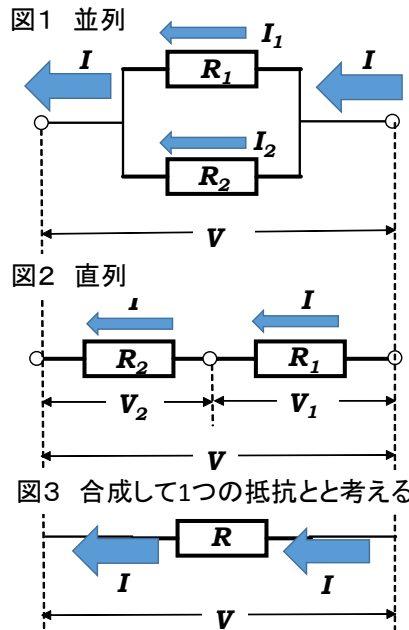 図1 並列
I I₁ I
R₁
I₂
R₂
V
図2 直列
I I
R₂ R₁
V₂ V₁
V
図3 合成して1つの抵抗とと考える
R
I I
V